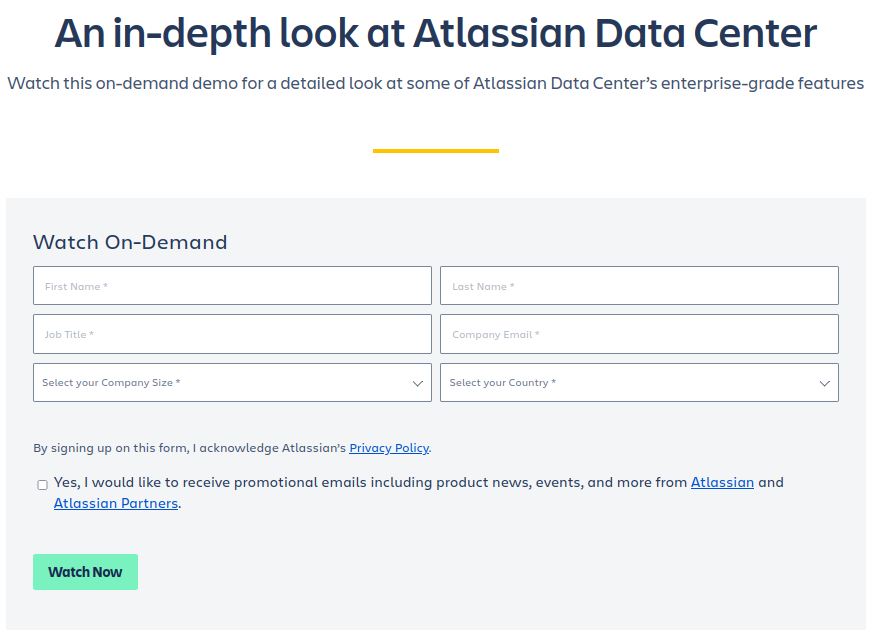 An in-depth look at Atlassian Data Center
Watch this on-demand demo for a detailed look at some of Atlassian Data Center’s enterprise-grade features
Watch On-Demand
First Name *
Last Name *
Job Title *
Company Email *
Select your Company Size *
Select your Country *
By signing up on this form, I acknowledge Atlassian’s Privacy Policy.
Yes, I would like to receive promotional emails including product news, events, and more from Atlassian and
Atlassian Partners.
Watch Now